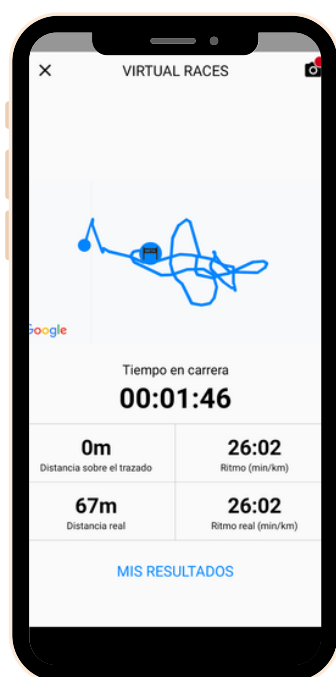 VIRTUAL RACES
Google
Tiempo en carrera
00:01:46
0m
Distancia sobre el trazado
26:02
Ritmo (min/km)
67m
Distancia real
26:02
Ritmo real (min/km)
MIS RESULTADOS